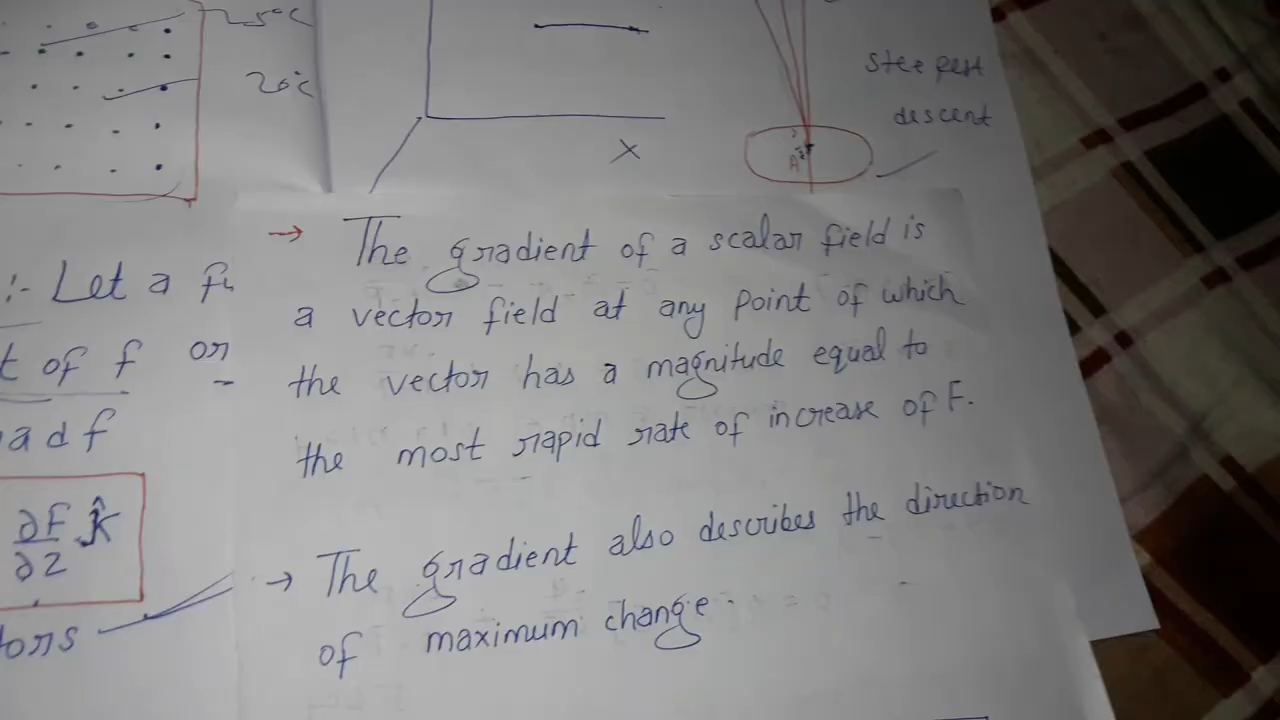 25°C
20°C
X
steepest
descent
A
:- Let a fu
t of f on
ad f
∂F/∂z k̂
tors
→ The gradient of a scalar field is
a vector field at any point of which
the vector has a magnitude equal to
the most rapid rate of increase of F.
→ The gradient also describes the direction
of maximum change.